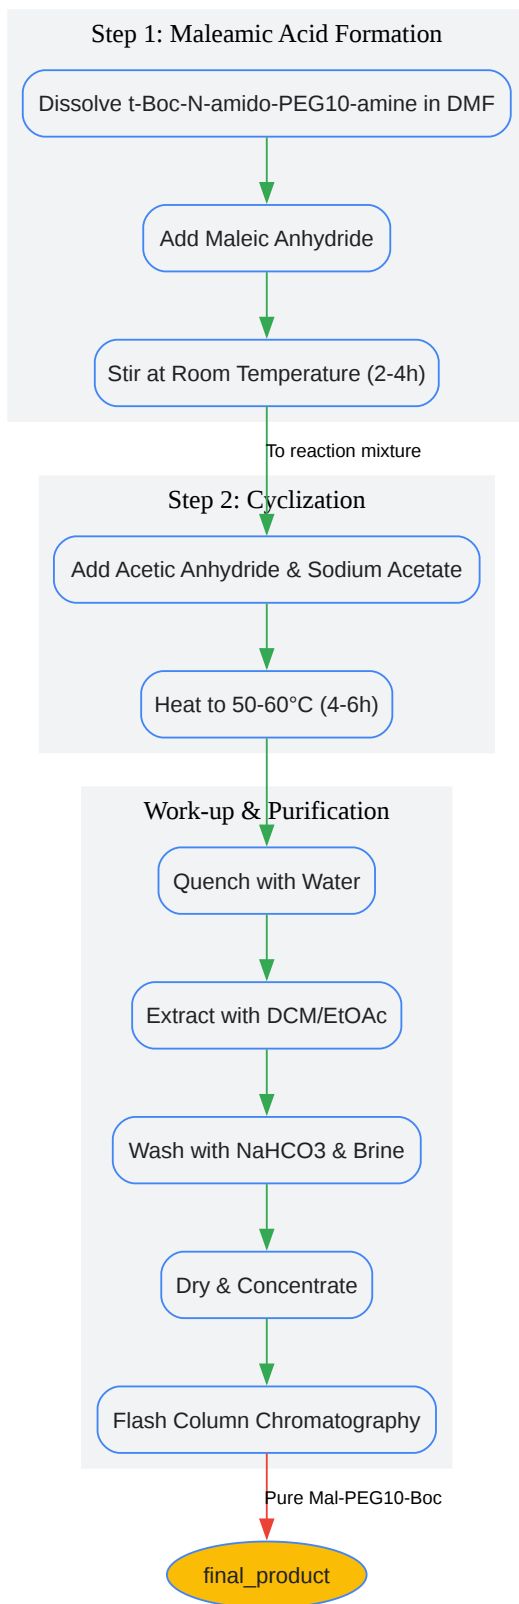 Step 1: Maleamic Acid Formation
Dissolve t-Boc-N-amido-PEG10-amine in DMF
Add Maleic Anhydride
Stir at Room Temperature (2-4h)
To reaction mixture
Step 2: Cyclization
Add Acetic Anhydride & Sodium Acetate
Heat to 50-60°C (4-6h)
Work-up & Purification
Quench with Water
Extract with DCM/EtOAc
Wash with NaHCO3 & Brine
Dry & Concentrate
Flash Column Chromatography
Pure Mal-PEG10-Boc
final_product